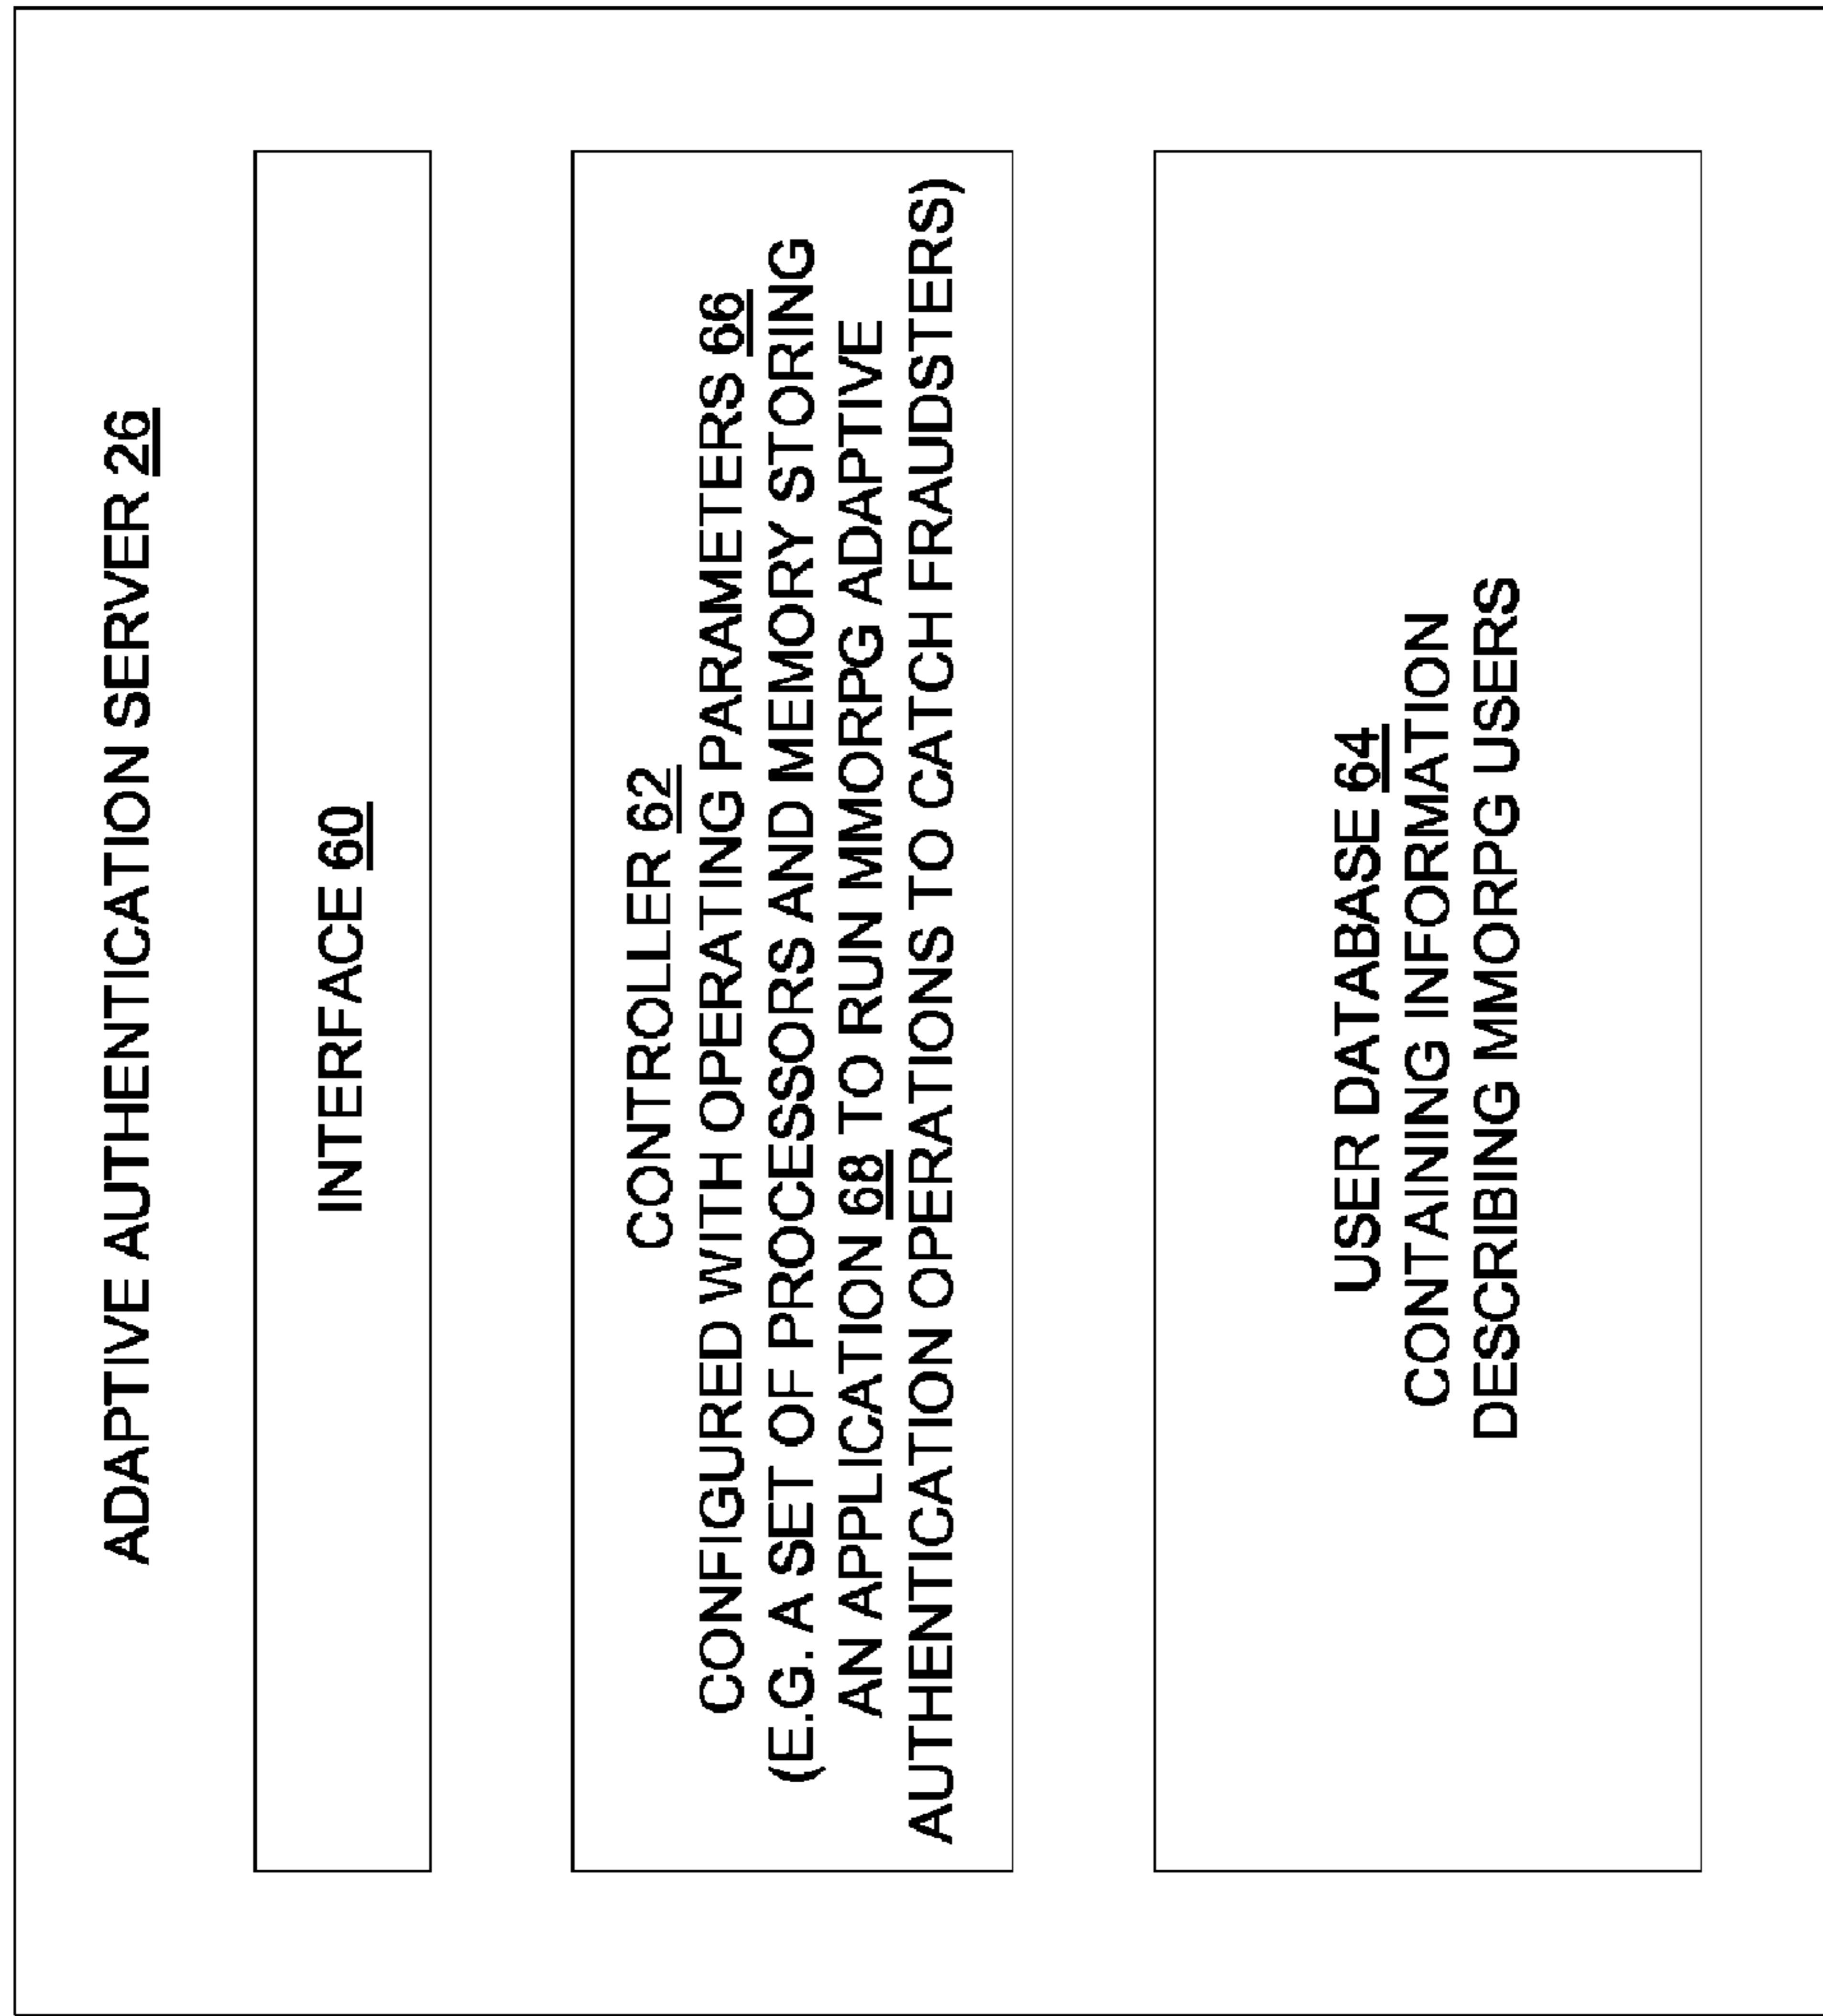 ADAPTIVE AUTHENTICATION SERVER 26
INTERFACE 60
CONTROLLER 62
CONFIGURED WITH OPERATING PARAMETERS 66
(E.G. A SET OF PROCESSORS AND MEMORY STORING
AN APPLICATION 68 TO RUN MMORPG ADAPTIVE
AUTHENTICATION OPERATIONS TO CATCH FRAUDSTERS)
USER DATABASE 64
CONTAINING INFORMATION
DESCRIBING MMORPG USERS